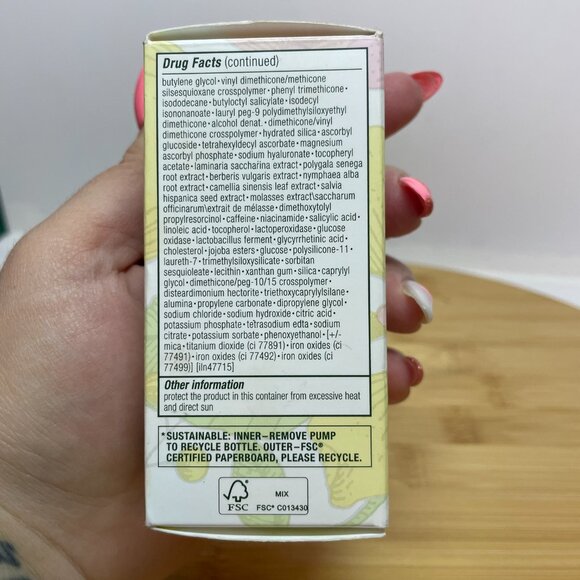 Drug Facts (continued)
butylene glycol • vinyl dimethicone/methicone
silsesquioxane crosspolymer • phenyl trimethicone •
isododecane • butyloctyl salicylate • isodecyl
isononanoate • lauryl peg-9 polydimethylsiloxyethyl
dimethicone • alcohol denat. • dimethicone/vinyl
dimethicone crosspolymer • hydrated silica • ascorbyl
glucoside • tetrahexyldecyl ascorbate • magnesium
ascorbyl phosphate • sodium hyaluronate • tocopheryl
acetate • laminaria saccharina extract • polygala senega
root extract • berberis vulgaris extract • nymphaea alba
root extract • camellia sinensis leaf extract • salvia
hispanica seed extract • molasses extract\saccharum
officinarum\extrait de mélasse • dimethoxytolyl
propylresorcinol • caffeine • niacinamide • salicylic acid •
linoleic acid • tocopherol • lactoperoxidase • glucose
oxidase • lactobacillus ferment • glycyrrhetinic acid •
cholesterol • jojoba esters • glucose • polysilicone-11 •
laureth-7 • trimethylsiloxysilicate • sorbitan
sesquioleate • lecithin • xanthan gum • silica • caprylyl
glycol • dimethicone/peg-10/15 crosspolymer •
disteardimonium hectorite • triethoxycaprylylsilane •
alumina • propylene carbonate • dipropylene glycol •
sodium chloride • sodium hydroxide • citric acid •
potassium phosphate • tetrasodium edta • sodium
citrate • potassium sorbate • phenoxyethanol • [+/-
mica • titanium dioxide (ci 77891) • iron oxides (ci
77491) • iron oxides (ci 77492) • iron oxides (ci
77499)] [iln47715]
Other information
protect the product in this container from excessive heat
and direct sun
*SUSTAINABLE: INNER–REMOVE PUMP
TO RECYCLE BOTTLE. OUTER–FSC®
CERTIFIED PAPERBOARD, PLEASE RECYCLE.
FSC
MIX
FSC® C013430